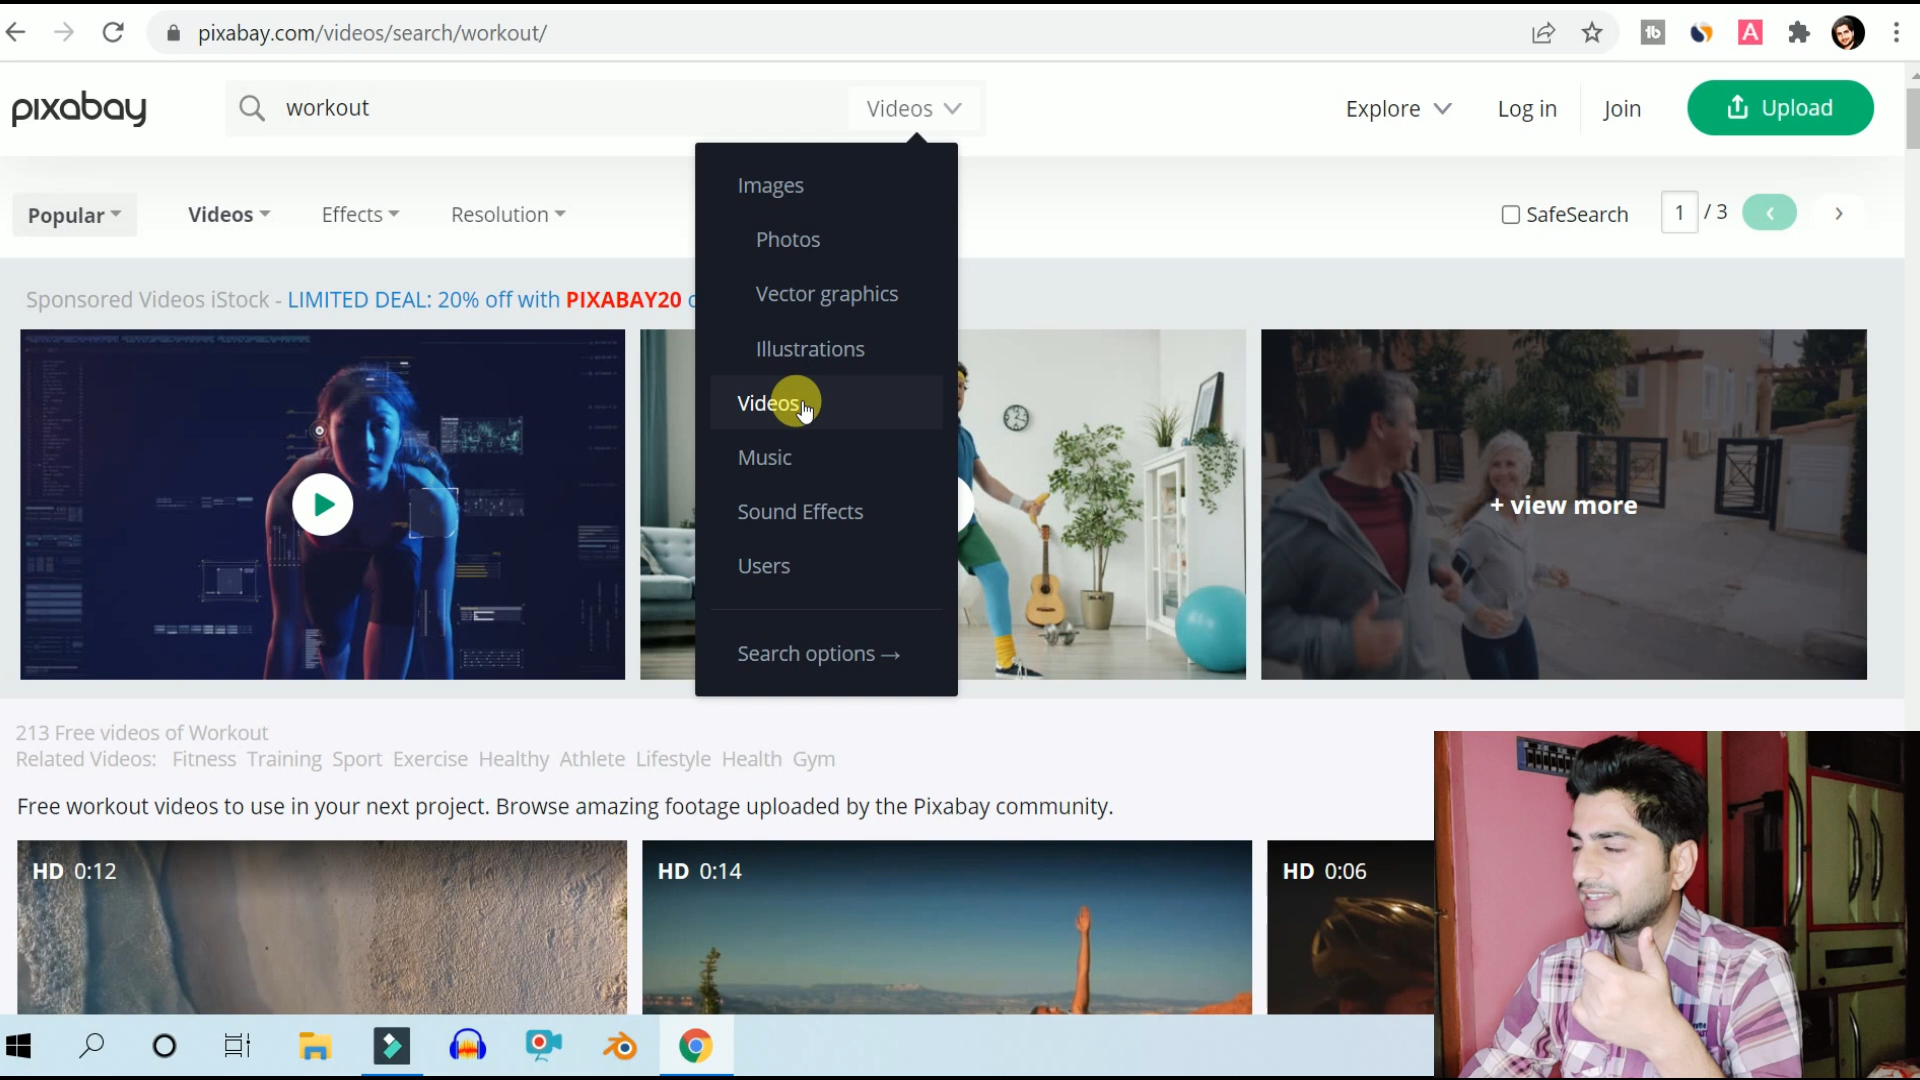 pixabay.com/videos/search/workout/
pixabay
workout
Videos
Explore
Log in
Join
Upload
Popular
Videos
Effects
Resolution
SafeSearch
1 / 3
Images
Photos
Vector graphics
Illustrations
Videos
Music
Sound Effects
Users
Search options →
Sponsored Videos iStock - LIMITED DEAL: 20% off with PIXABAY20
+ view more
213 Free videos of Workout
Related Videos: Fitness Training Sport Exercise Healthy Athlete Lifestyle Health Gym
Free workout videos to use in your next project. Browse amazing footage uploaded by the Pixabay community.
HD 0:12
HD 0:14
HD 0:06